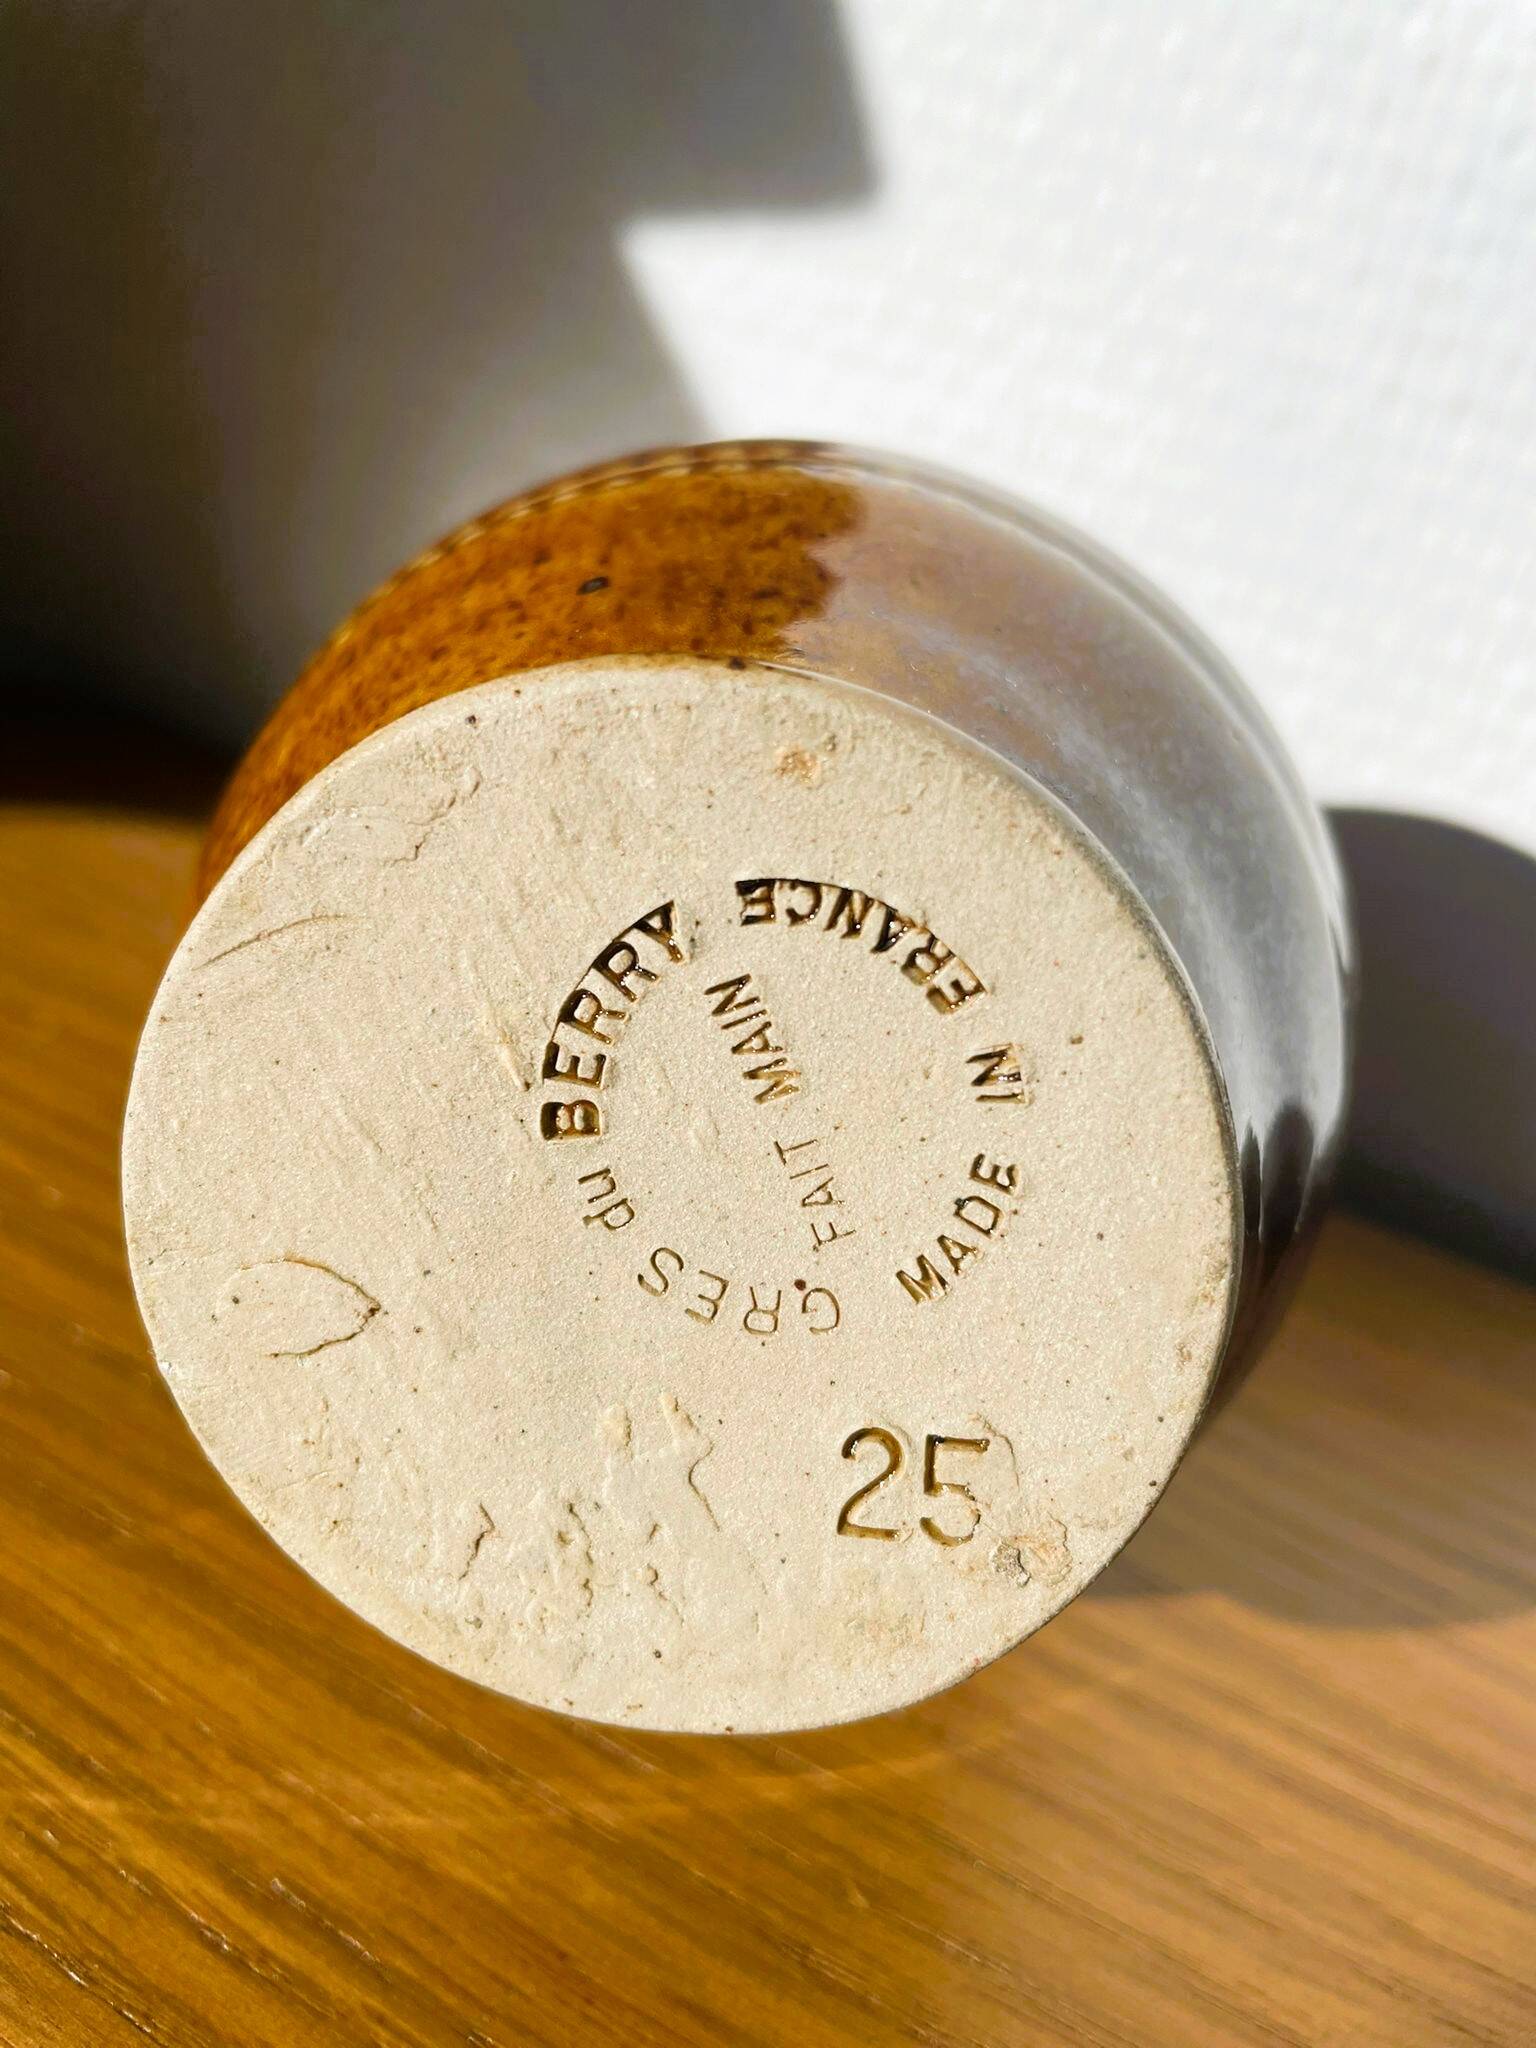 GRES du BERRY
FAIT MAIN
MADE IN FRANCE
25